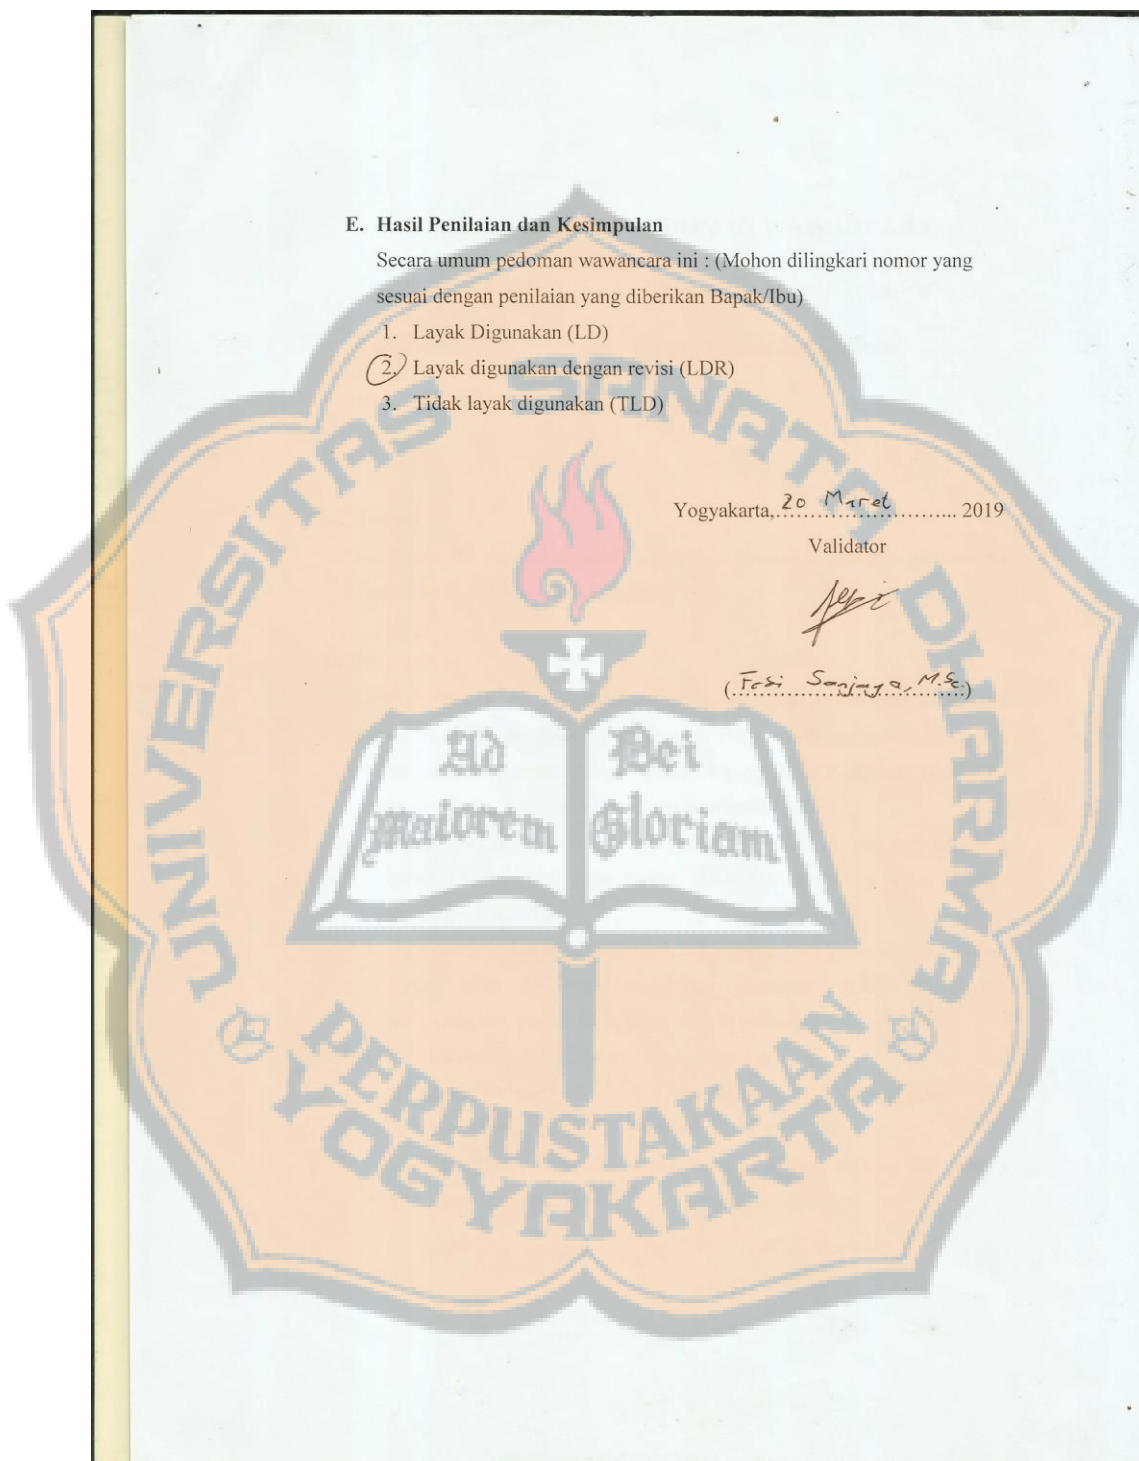 E. Hasil Penilaian dan Kesimpulan
Secara umum pedoman wawancara ini : (Mohon dilingkari nomor yang
sesuai dengan penilaian yang diberikan Bapak/Ibu)
1. Layak Digunakan (LD)
2. Layak digunakan dengan revisi (LDR)
3. Tidak layak digunakan (TLD)
Yogyakarta, 20 Maret 2019
Validator
( Sanjaya, M.Sc.)
UNIVERSITAS SANATA DHARMA
Ad Dei
Maiorem Gloriam
PERPUSTAKAAN
YOGYAKARTA